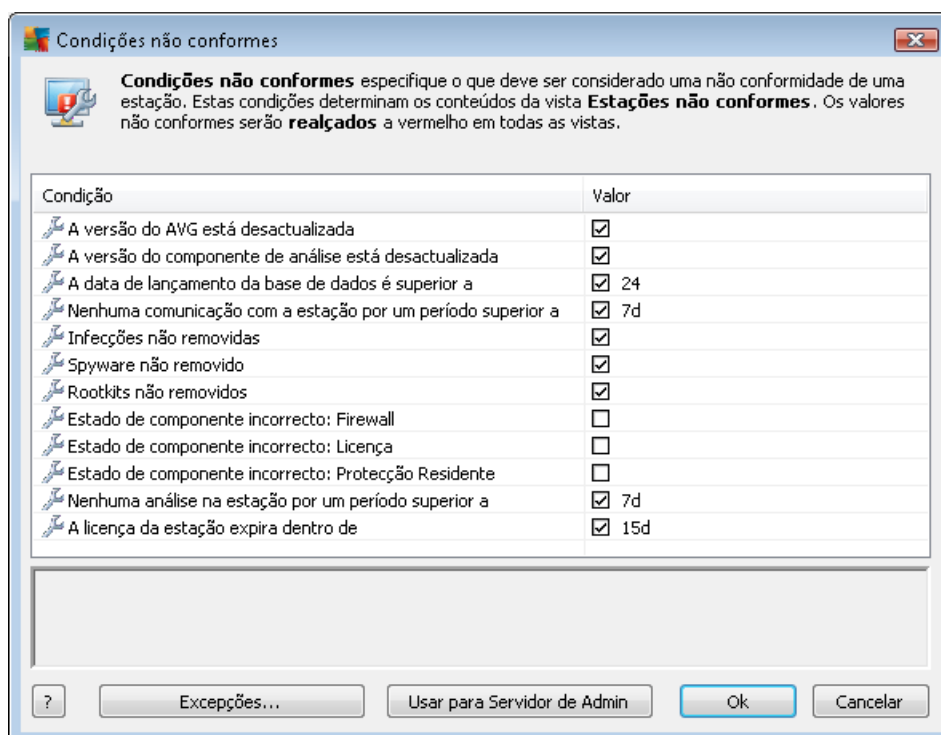 Condições não conformes
Condições não conformes especifique o que deve ser considerado uma não conformidade de uma
estação. Estas condições determinam os conteúdos da vista Estações não conformes. Os valores
não conformes serão realçados a vermelho em todas as vistas.
Condição Valor
A versão do AVG está desactualizada
A versão do componente de análise está desactualizada
A data de lançamento da base de dados é superior a 24
Nenhuma comunicação com a estação por um período superior a 7d
Infecções não removidas
Spyware não removido
Rootkits não removidos
Estado de componente incorrecto: Firewall
Estado de componente incorrecto: Licença
Estado de componente incorrecto: Protecção Residente
Nenhuma análise na estação por um período superior a 7d
A licença da estação expira dentro de 15d
? Excepções... Usar para Servidor de Admin Ok Cancelar